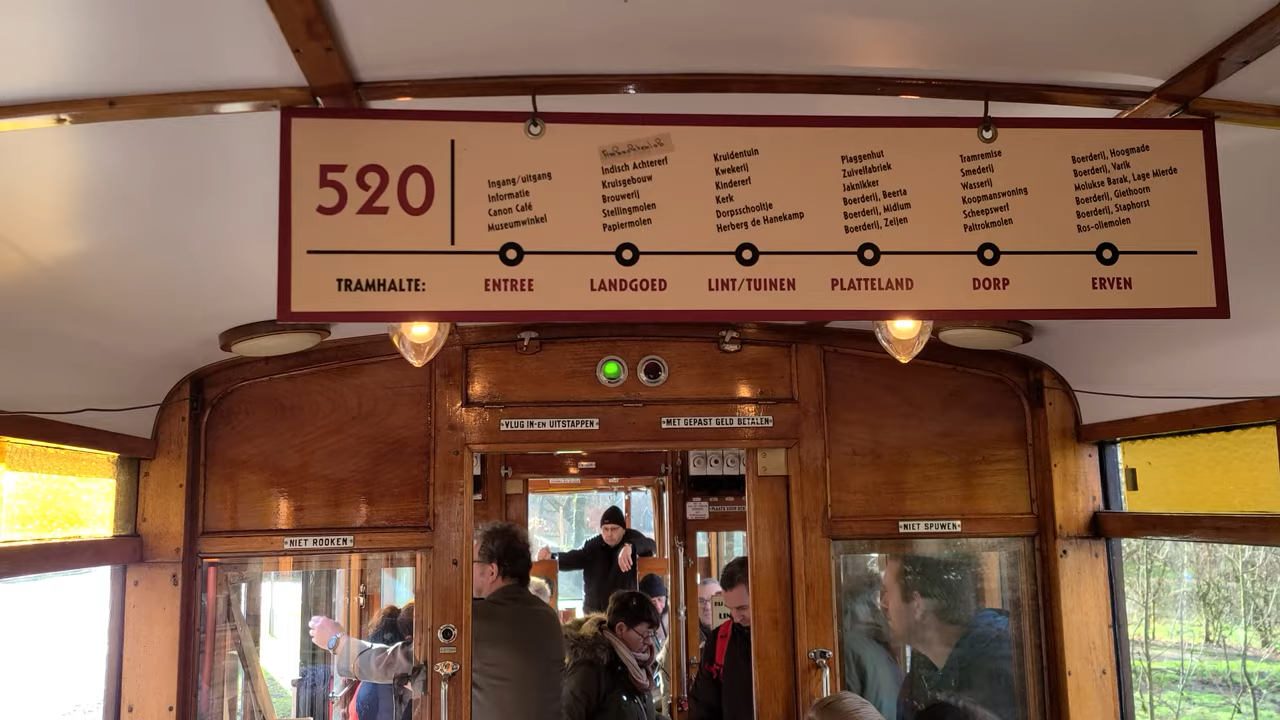 520
Ingang/uitgang
Informatie
Canon Café
Museumwinkel
Indisch Achtererf
Kruisgebouw
Brouwerij
Stellingmolen
Papiermolen
Kruidentuin
Kwekerij
Kindererf
Kerk
Dorpsschooltje
Herberg de Hanekamp
Plaggenhut
Zuivelfabriek
Jaknikker
Boerderij, Beerta
Boerderij, Midlum
Boerderij, Zeijen
Tramremise
Smederij
Wasserij
Koopmanswoning
Scheepswerf
Paltrokmolen
Boerderij, Hoogmade
Boerderij, Varik
Molukse Barak, Lage Mierde
Boerderij, Giethoorn
Boerderij, Staphorst
Ros-oliemolen
TRAMHALTE: ENTREE LANDGOED LINT/TUINEN PLATTELAND DORP ERVEN
VLUG IN-EN UITSTAPPEN
MET GEPAST GELD BETALEN
NIET ROOKEN
NIET SPUWEN